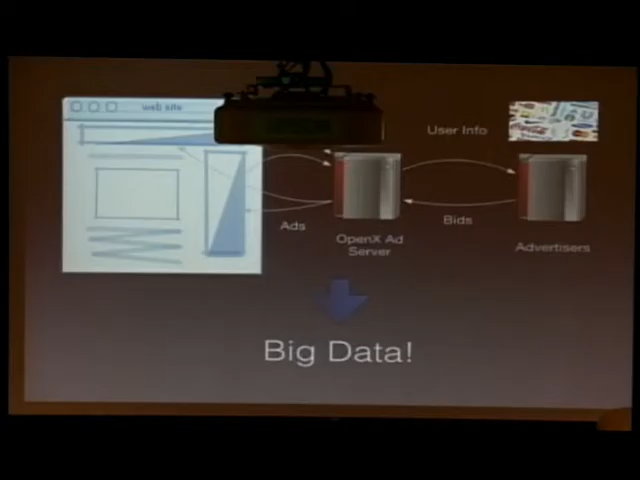 web site
User Info
Ads
Bids
OpenX Ad
Server
Advertisers
Big Data!